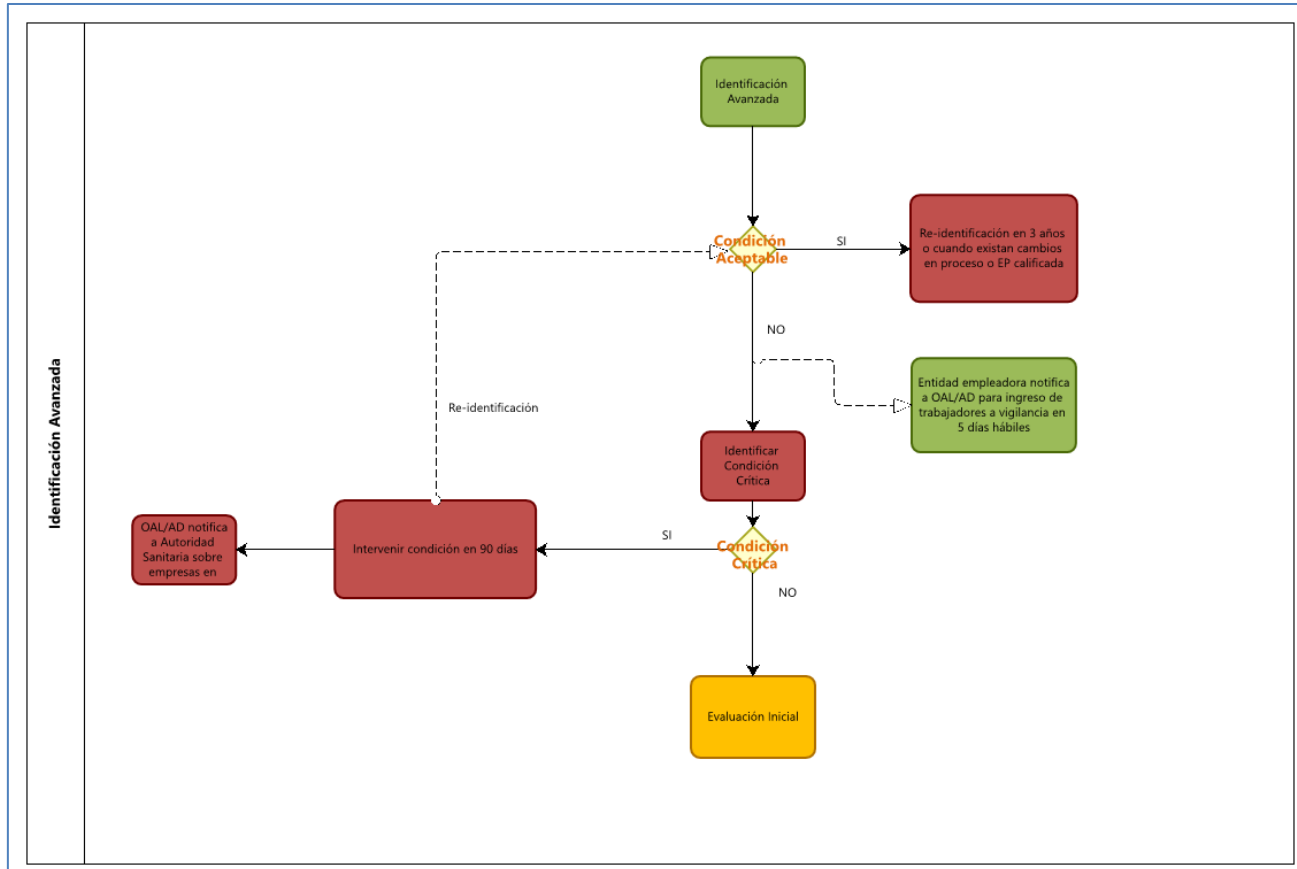 Identificación Avanzada
Identificación
Avanzada
Condición
Aceptable
SI
Re-identificación en 3 años
o cuando existan cambios
en proceso o EP calificada
NO
Entidad empleadora notifica
a OAL/AD para ingreso de
trabajadores a vigilancia en
5 días hábiles
Re-identificación
Identificar
Condición
Crítica
OAL/AD notifica
a Autoridad
Sanitaria sobre
empresas en
Intervenir condición en 90 días
SI
Condición
Crítica
NO
Evaluación Inicial